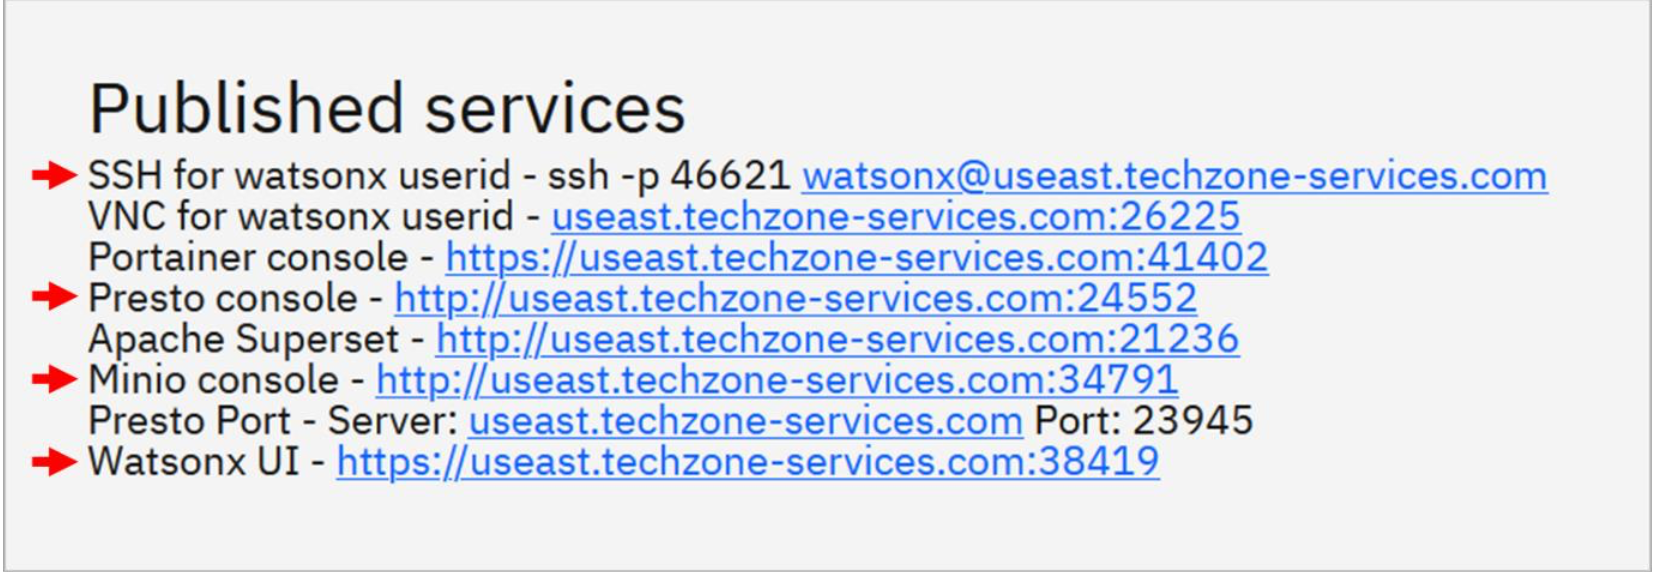 Published services
SSH for watsonx userid - ssh -p 46621 watsonx@useast.techzone-services.com
VNC for watsonx userid - useast.techzone-services.com:26225
Portainer console - https://useast.techzone-services.com:41402
Presto console - http://useast.techzone-services.com:24552
Apache Superset - http://useast.techzone-services.com:21236
Minio console - http://useast.techzone-services.com:34791
Presto Port - Server: useast.techzone-services.com Port: 23945
Watsonx UI - https://useast.techzone-services.com:38419